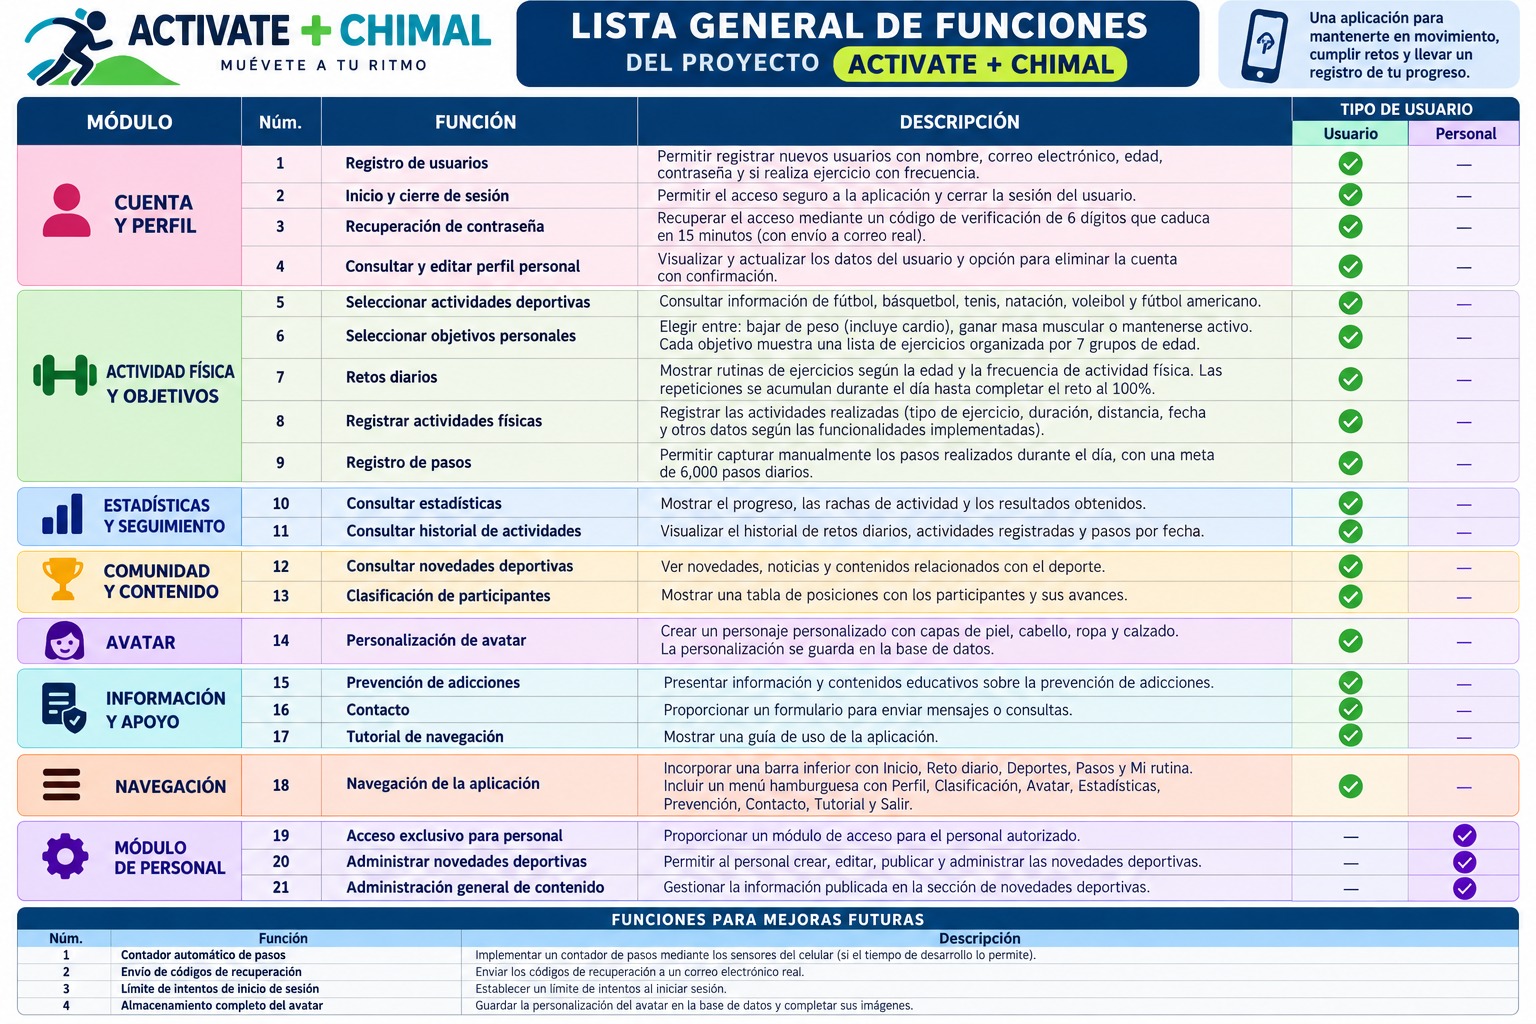 ACTIVATE + CHIMAL
MUÉVETE A TU RITMO
LISTA GENERAL DE FUNCIONES
DEL PROYECTO ACTIVATE + CHIMAL
Una aplicación para
mantenerte en movimiento,
cumplir retos y llevar un
registro de tu progreso.
MÓDULO Núm. FUNCIÓN DESCRIPCIÓN TIPO DE USUARIO
Usuario Personal
CUENTA
Y PERFIL
1 Registro de usuarios Permitir registrar nuevos usuarios con nombre, correo electrónico, edad,
contraseña y si realiza ejercicio con frecuencia. —
2 Inicio y cierre de sesión Permitir el acceso seguro a la aplicación y cerrar la sesión del usuario. —
3 Recuperación de contraseña Recuperar el acceso mediante un código de verificación de 6 dígitos que caduca
en 15 minutos (con envío a correo real). —
4 Consultar y editar perfil personal Visualizar y actualizar los datos del usuario y opción para eliminar la cuenta
con confirmación. —
ACTIVIDAD FÍSICA
Y OBJETIVOS
5 Seleccionar actividades deportivas Consultar información de fútbol, básquetbol, tenis, natación, voleibol y fútbol americano. —
6 Seleccionar objetivos personales Elegir entre: bajar de peso (incluye cardio), ganar masa muscular o mantenerse activo.
Cada objetivo muestra una lista de ejercicios organizada por 7 grupos de edad. —
7 Retos diarios Mostrar rutinas de ejercicios según la edad y la frecuencia de actividad física. Las
repeticiones se acumulan durante el día hasta completar el reto al 100%. —
8 Registrar actividades físicas Registrar las actividades realizadas (tipo de ejercicio, duración, distancia, fecha
y otros datos según las funcionalidades implementadas). —
9 Registro de pasos Permitir capturar manualmente los pasos realizados durante el día, con una meta
de 6,000 pasos diarios. —
ESTADÍSTICAS
Y SEGUIMIENTO
10 Consultar estadísticas Mostrar el progreso, las rachas de actividad y los resultados obtenidos. —
11 Consultar historial de actividades Visualizar el historial de retos diarios, actividades registradas y pasos por fecha. —
COMUNIDAD
Y CONTENIDO
12 Consultar novedades deportivas Ver novedades, noticias y contenidos relacionados con el deporte. —
13 Clasificación de participantes Mostrar una tabla de posiciones con los participantes y sus avances. —
AVATAR
14 Personalización de avatar Crear un personaje personalizado con capas de piel, cabello, ropa y calzado.
La personalización se guarda en la base de datos. —
INFORMACIÓN
Y APOYO
15 Prevención de adicciones Presentar información y contenidos educativos sobre la prevención de adicciones. —
16 Contacto Proporcionar un formulario para enviar mensajes o consultas. —
17 Tutorial de navegación Mostrar una guía de uso de la aplicación. —
NAVEGACIÓN
18 Navegación de la aplicación Incorporar una barra inferior con Inicio, Reto diario, Deportes, Pasos y Mi rutina.
Incluir un menú hamburguesa con Perfil, Clasificación, Avatar, Estadísticas,
Prevención, Contacto, Tutorial y Salir. —
MÓDULO
DE PERSONAL
19 Acceso exclusivo para personal Proporcionar un módulo de acceso para el personal autorizado. —
20 Administrar novedades deportivas Permitir al personal crear, editar, publicar y administrar las novedades deportivas. —
21 Administración general de contenido Gestionar la información publicada en la sección de novedades deportivas. —
FUNCIONES PARA MEJORAS FUTURAS
Núm. Función Descripción
1 Contador automático de pasos Implementar un contador de pasos mediante los sensores del celular (si el tiempo de desarrollo lo permite).
2 Envío de códigos de recuperación Enviar los códigos de recuperación a un correo electrónico real.
3 Límite de intentos de inicio de sesión Establecer un límite de intentos al iniciar sesión.
4 Almacenamiento completo del avatar Guardar la personalización del avatar en la base de datos y completar sus imágenes.